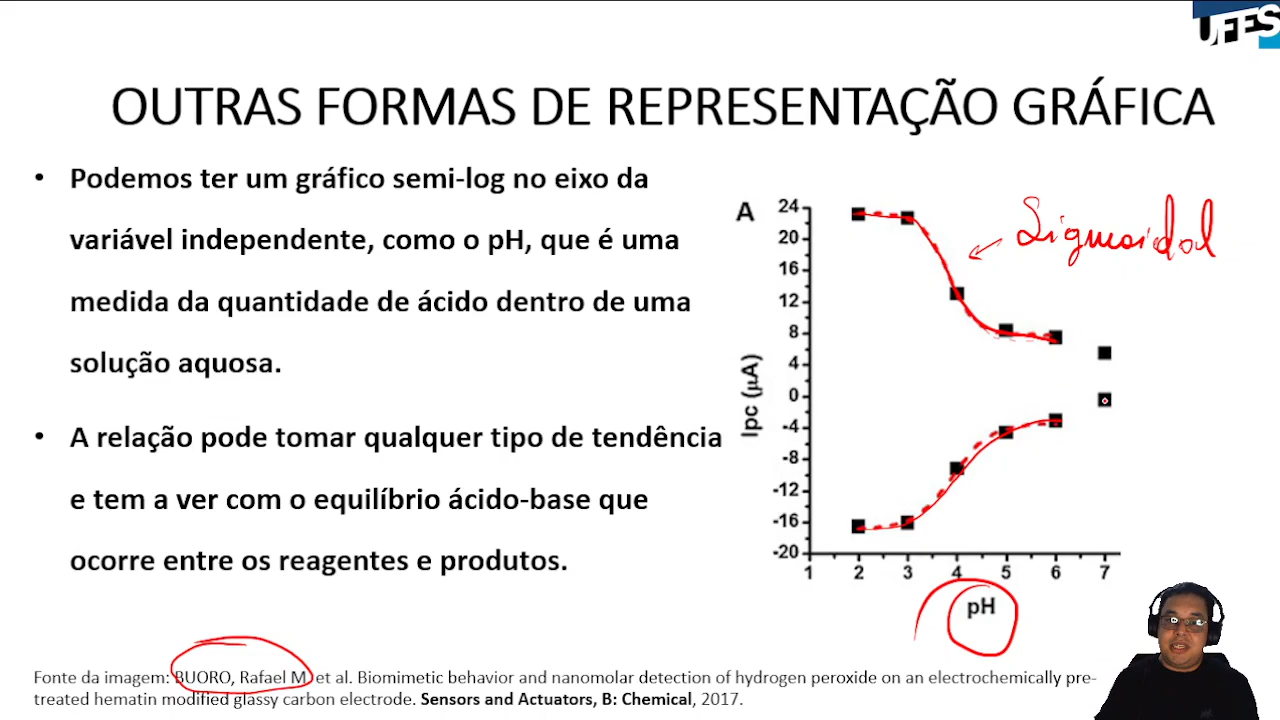 UFES
OUTRAS FORMAS DE REPRESENTAÇÃO GRÁFICA
• Podemos ter um gráfico semi-log no eixo da
variável independente, como o pH, que é uma
medida da quantidade de ácido dentro de uma
solução aquosa.
• A relação pode tomar qualquer tipo de tendência
e tem a ver com o equilíbrio ácido-base que
ocorre entre os reagentes e produtos.
A
Sigmoidal
24
20
16
12
8
4
0
-4
-8
-12
-16
-20
Ipc (µA)
1 2 3 4 5 6 7
pH
Fonte da imagem: BUORO, Rafael M. et al. Biomimetic behavior and nanomolar detection of hydrogen peroxide on an electrochemically pre-
treated hematin modified glassy carbon electrode. Sensors and Actuators, B: Chemical, 2017.